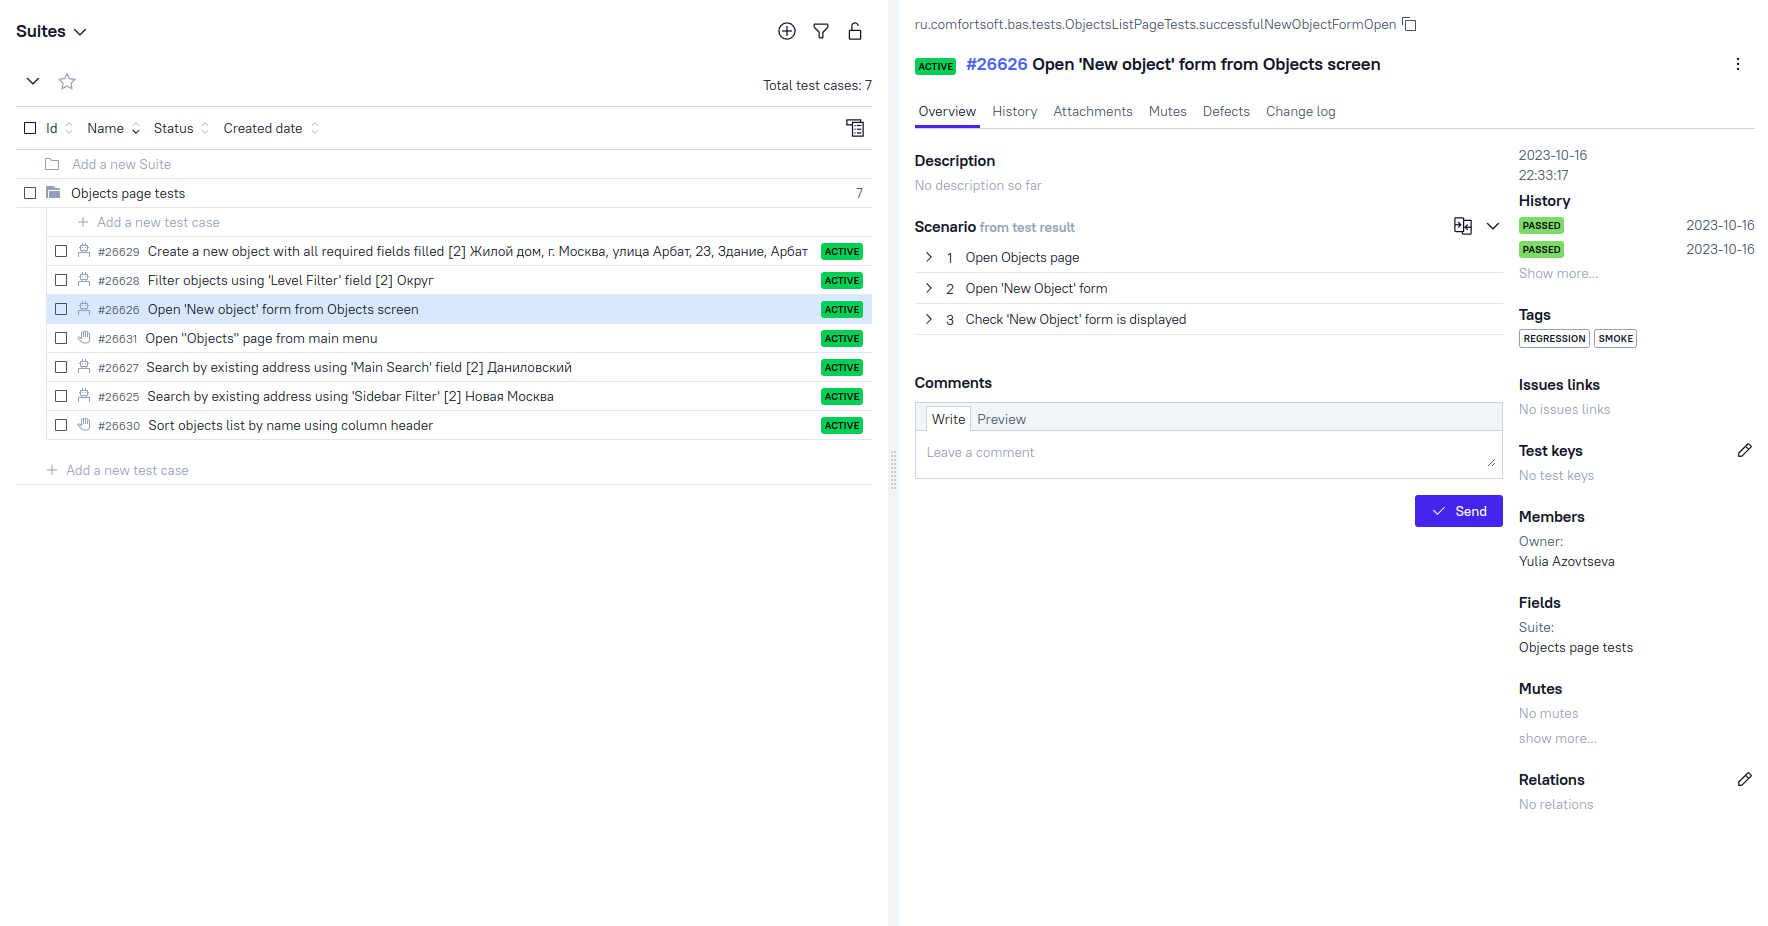 Suites
Total test cases: 7
Id Name Status Created date
Add a new Suite
Objects page tests 7
Add a new test case
#26629 Create a new object with all required fields filled [2] Жилой дом, г. Москва, улица Арбат, 23, Здание, Арбат ACTIVE
#26628 Filter objects using 'Level Filter' field [2] Округ ACTIVE
#26626 Open 'New object' form from Objects screen ACTIVE
#26631 Open "Objects" page from main menu ACTIVE
#26627 Search by existing address using 'Main Search' field [2] Даниловский ACTIVE
#26625 Search by existing address using 'Sidebar Filter' [2] Новая Москва ACTIVE
#26630 Sort objects list by name using column header ACTIVE
Add a new test case
ru.comfortsoft.bas.tests.ObjectsListPageTests.successfulNewObjectFormOpen
ACTIVE #26626 Open 'New object' form from Objects screen
Overview History Attachments Mutes Defects Change log
Description
No description so far
Scenario from test result
1 Open Objects page
2 Open 'New Object' form
3 Check 'New Object' form is displayed
Comments
Write Preview
Leave a comment
Send
2023-10-16
22:33:17
History
PASSED 2023-10-16
PASSED 2023-10-16
Show more...
Tags
REGRESSION SMOKE
Issues links
No issues links
Test keys
No test keys
Members
Owner:
Yulia Azovtseva
Fields
Suite:
Objects page tests
Mutes
No mutes
show more...
Relations
No relations